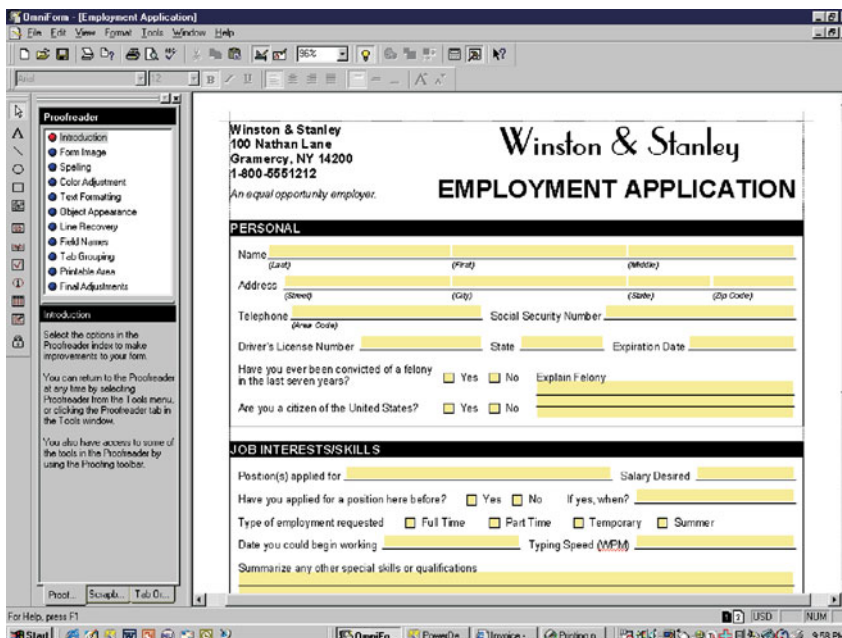 OmniForm - [Employment Application]
File Edit View Format Tools Window Help
96%
Arial 12 B I U
Proofreader
Introduction
Form Image
Spelling
Color Adjustment
Text Formatting
Object Appearance
Line Recovery
Field Names
Tab Grouping
Printable Area
Final Adjustments
Introduction
Select the options in the
Proofreader index to make
improvements to your form.
You can return to the Proofreader
at any time by selecting
Proofreader from the Tools menu,
or clicking the Proofreader tab in
the Tools window.
You also have access to some of
the tools in the Proofreader by
using the Proofing toolbar.
Proof... Scrapb... Tab Or...
Winston & Stanley
100 Nathan Lane
Gramercy, NY 14200
1-800-5551212
An equal opportunity employer.
Winston & Stanley
EMPLOYMENT APPLICATION
PERSONAL
Name
(Last) (First) (Middle)
Address
(Street) (City) (State) (Zip Code)
Telephone Social Security Number
(Area Code)
Driver's License Number State Expiration Date
Have you ever been convicted of a felony
in the last seven years? Yes No Explain Felony
Are you a citizen of the United States? Yes No
JOB INTERESTS/SKILLS
Position(s) applied for Salary Desired
Have you applied for a position here before? Yes No If yes, when?
Type of employment requested Full Time Part Time Temporary Summer
Date you could begin working Typing Speed (WPM)
Summarize any other special skills or qualifications
For Help, press F1 1 2 USD NUM
Start OmniFo... PowerDe... Invoice - Printing p... 9:58 PM